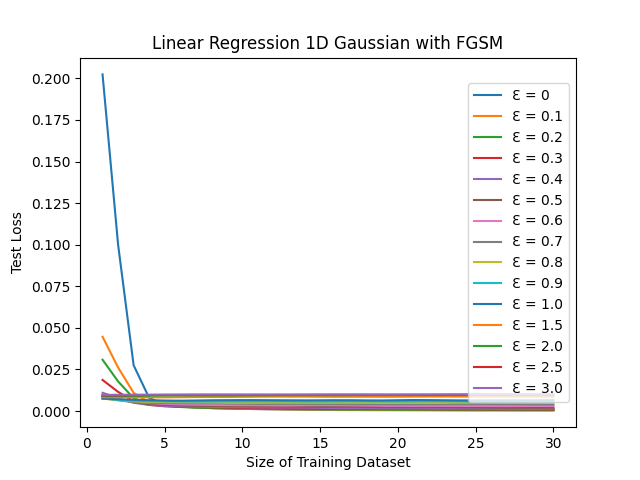 Linear Regression 1D Gaussian with FGSM
0.200
0.175
0.150
0.125
0.100
0.075
0.050
0.025
0.000
Test Loss
Ɛ = 0
Ɛ = 0.1
Ɛ = 0.2
Ɛ = 0.3
Ɛ = 0.4
Ɛ = 0.5
Ɛ = 0.6
Ɛ = 0.7
Ɛ = 0.8
Ɛ = 0.9
Ɛ = 1.0
Ɛ = 1.5
Ɛ = 2.0
Ɛ = 2.5
Ɛ = 3.0
0 5 10 15 20 25 30
Size of Training Dataset